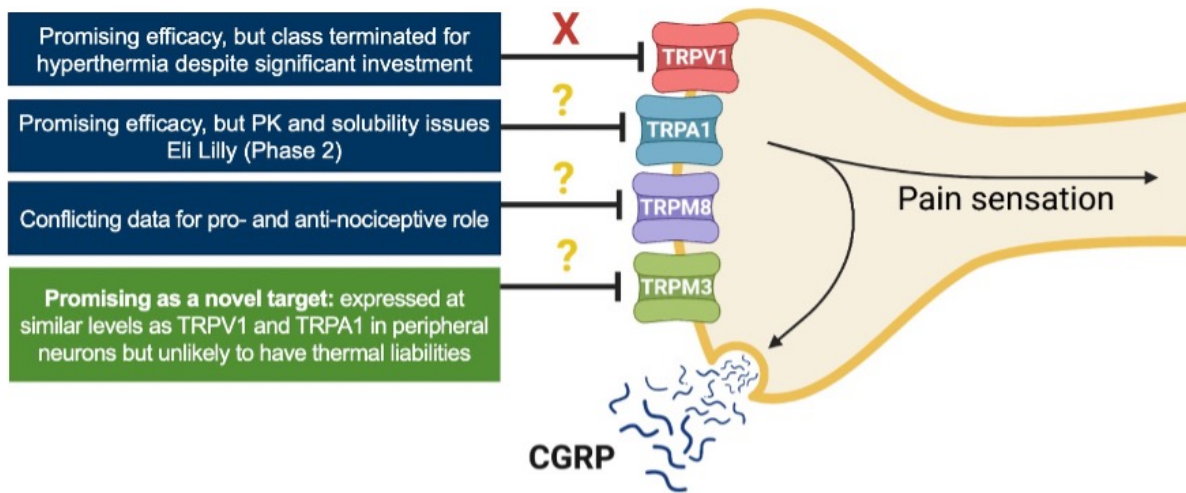 Promising efficacy, but class terminated for
hyperthermia despite significant investment
X
TRPV1
Promising efficacy, but PK and solubility issues
Eli Lilly (Phase 2)
?
TRPA1
Conflicting data for pro- and anti-nociceptive role
?
TRPM8
Promising as a novel target: expressed at
similar levels as TRPV1 and TRPA1 in peripheral
neurons but unlikely to have thermal liabilities
?
TRPM3
Pain sensation
CGRP